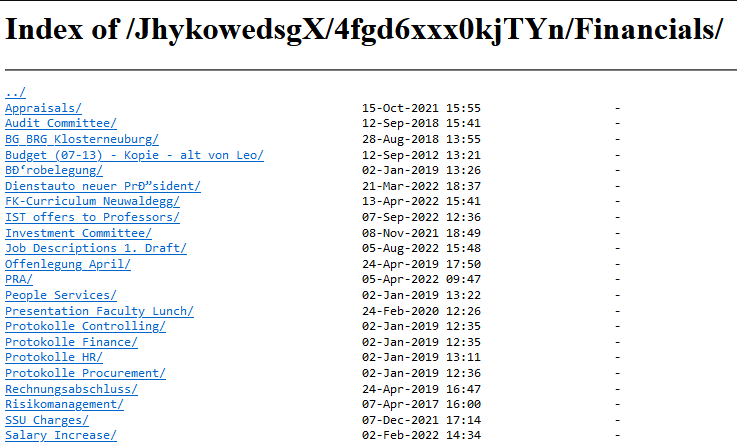 Index of /JhykowedsgX/4fgd6xxx0kjTYn/Financials/
../
Appraisals/ 15-Oct-2021 15:55 -
Audit Committee/ 12-Sep-2018 15:41 -
BG_BRG Klosterneuburg/ 28-Aug-2018 13:55 -
Budget (07-13) - Kopie - alt von Leo/ 12-Sep-2012 13:21 -
BĐ‘robelegung/ 02-Jan-2019 13:26 -
Dienstauto neuer PrĐ”sident/ 21-Mar-2022 18:37 -
FK-Curriculum Neuwaldegg/ 13-Apr-2022 15:41 -
IST offers to Professors/ 07-Sep-2022 12:36 -
Investment Committee/ 08-Nov-2021 18:49 -
Job Descriptions 1. Draft/ 05-Aug-2022 15:48 -
Offenlegung April/ 24-Apr-2019 17:50 -
PRA/ 05-Apr-2022 09:47 -
People Services/ 02-Jan-2019 13:22 -
Presentation Faculty Lunch/ 24-Feb-2020 12:26 -
Protokolle Controlling/ 02-Jan-2019 12:35 -
Protokolle Finance/ 02-Jan-2019 12:35 -
Protokolle HR/ 02-Jan-2019 13:11 -
Protokolle Procurement/ 02-Jan-2019 12:36 -
Rechnungsabschluss/ 24-Apr-2019 16:47 -
Risikomanagement/ 07-Apr-2017 16:00 -
SSU Charges/ 07-Dec-2021 17:14 -
Salary Increase/ 02-Feb-2022 14:34 -